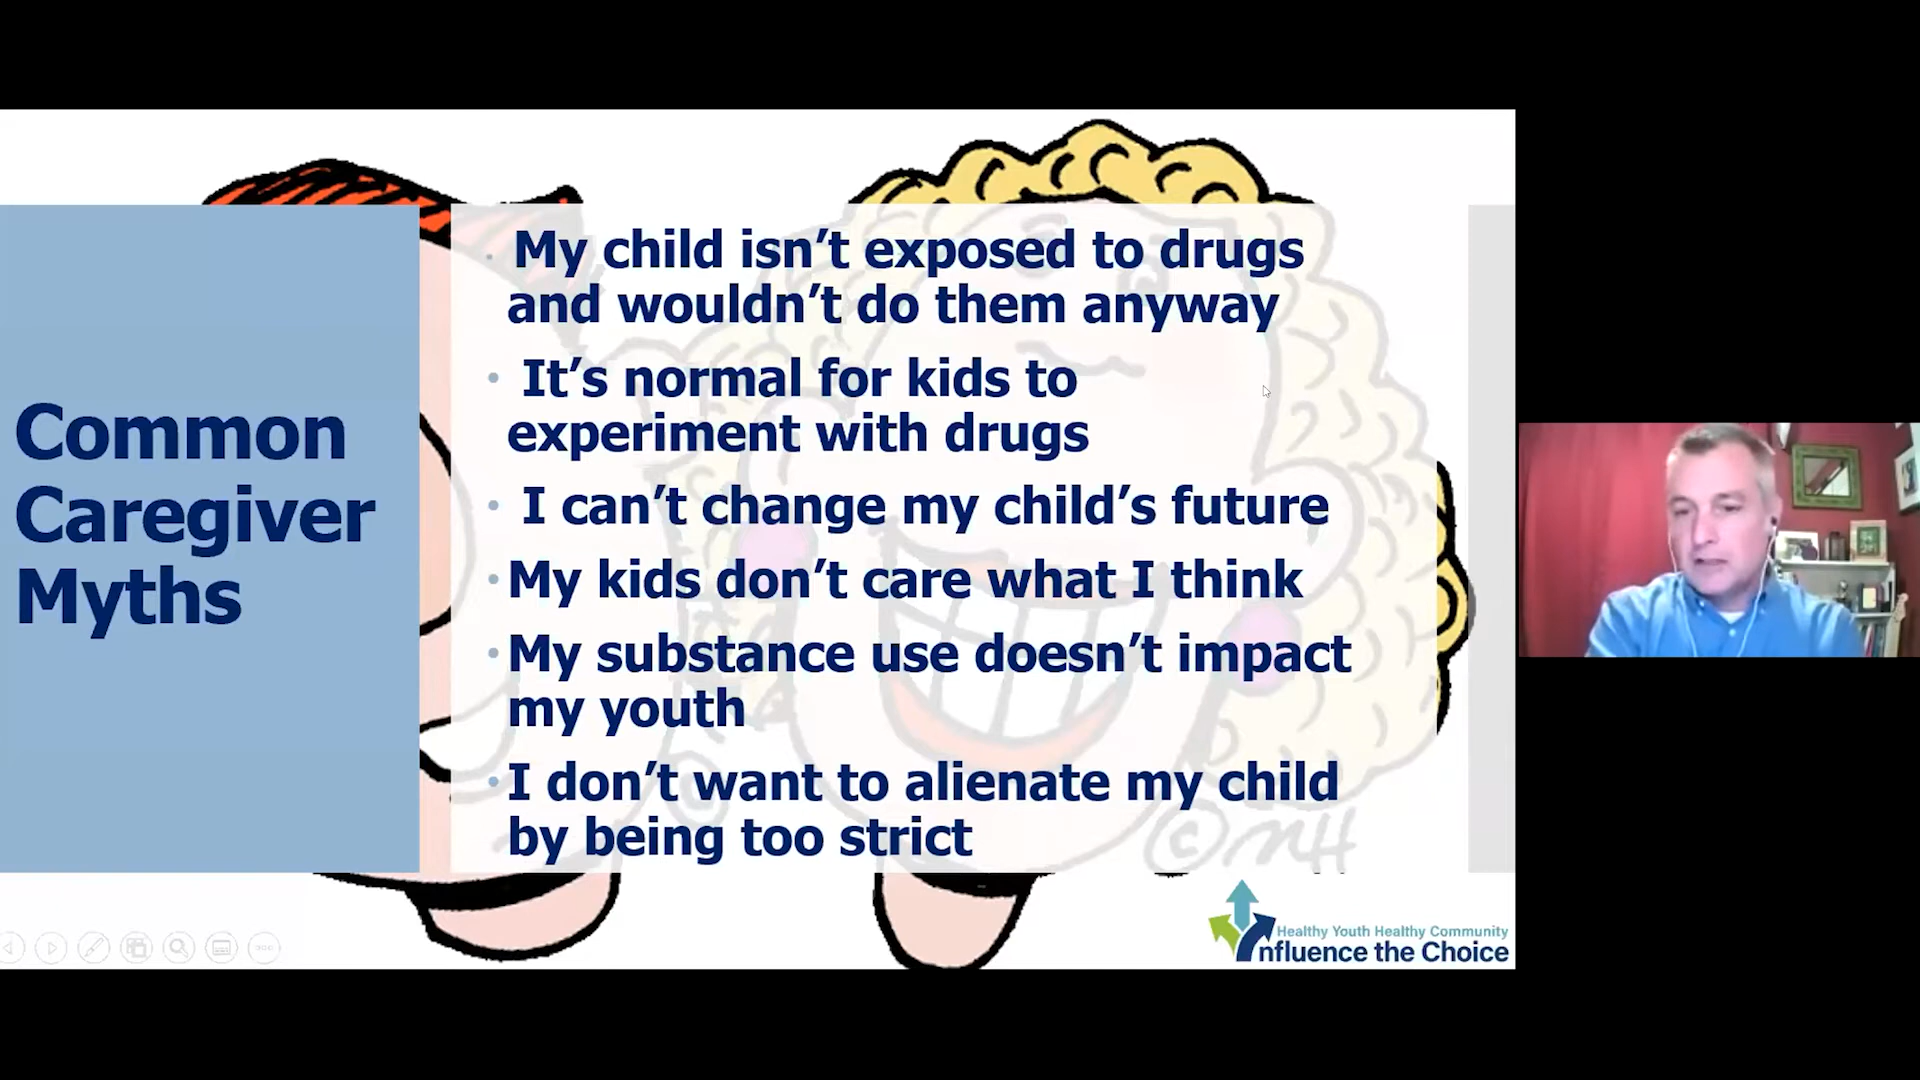 Common
Caregiver
Myths
• My child isn’t exposed to drugs
and wouldn’t do them anyway
• It’s normal for kids to
experiment with drugs
• I can’t change my child’s future
• My kids don’t care what I think
• My substance use doesn’t impact
my youth
• I don’t want to alienate my child
by being too strict
©MH
Healthy Youth Healthy Community
Influence the Choice